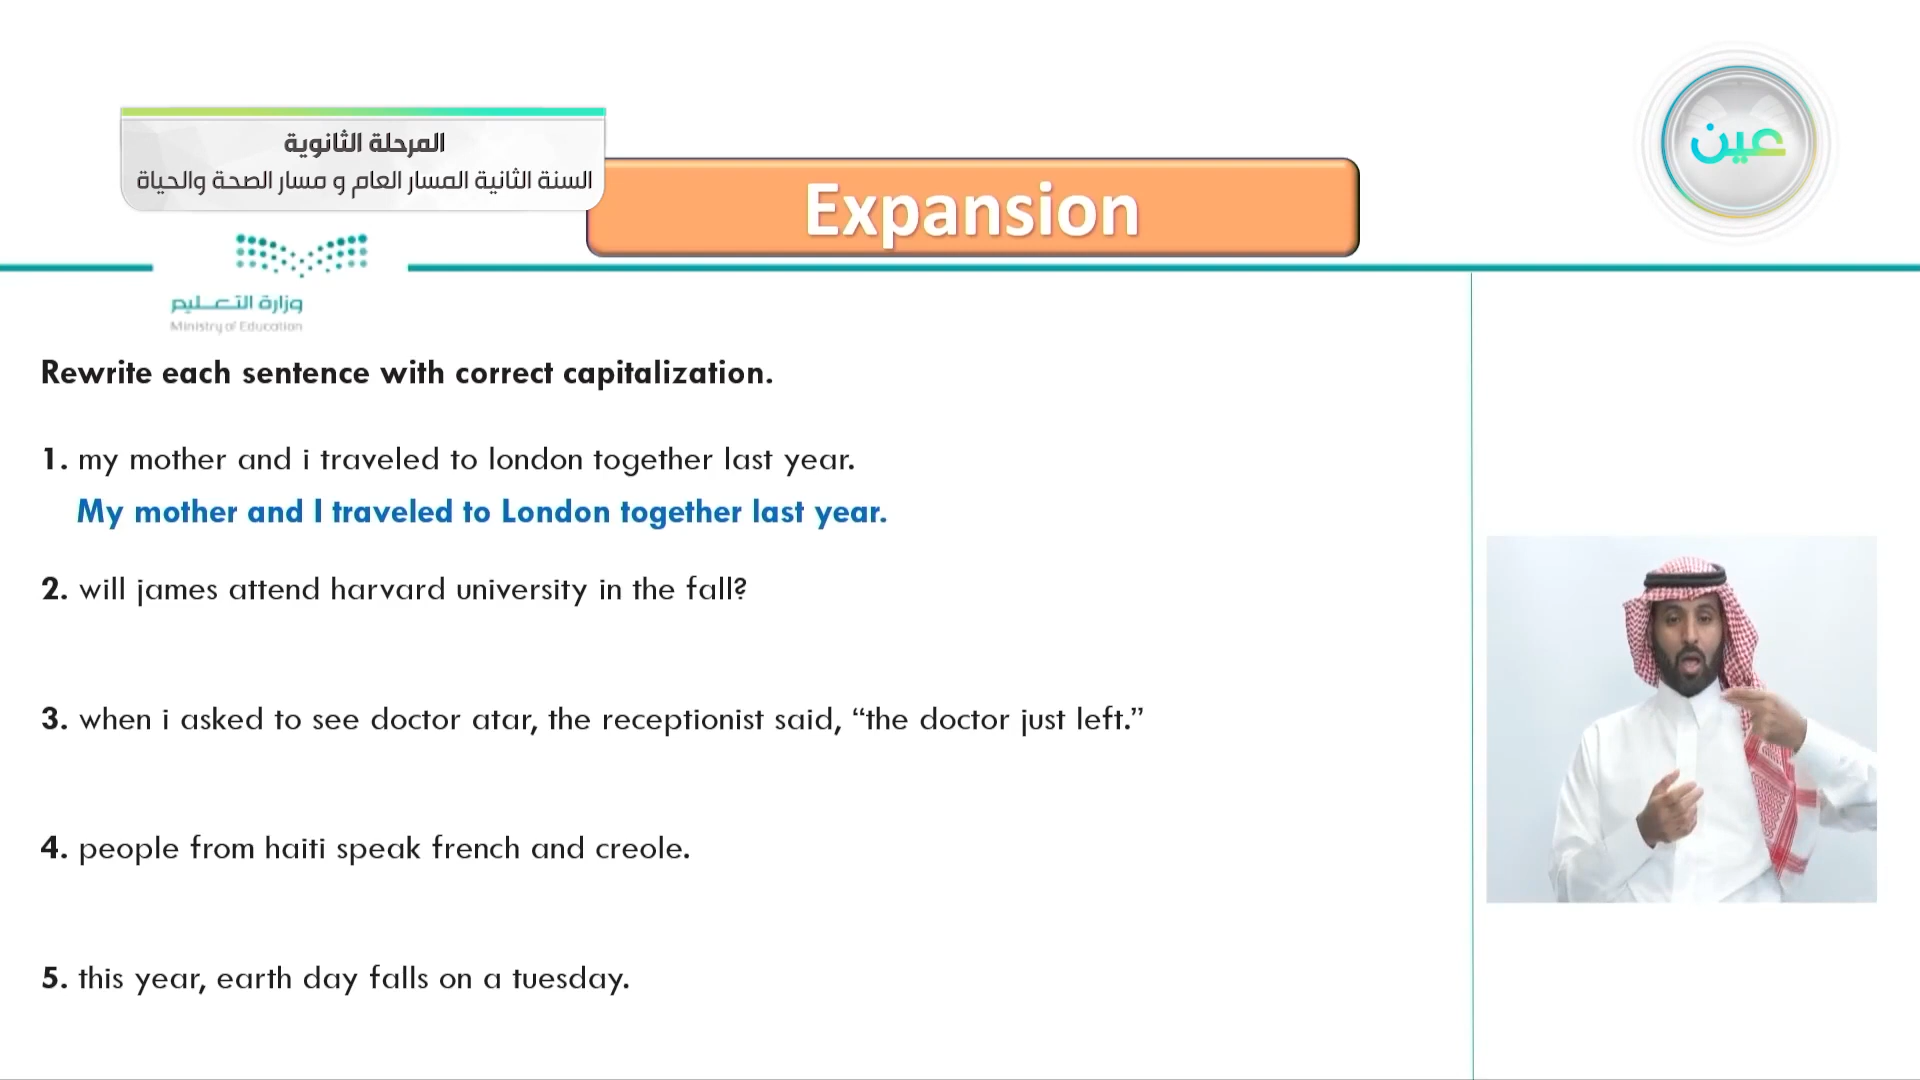 المرحلة الثانوية
السنة الثانية المسار العام و مسار الصحة والحياة
Expansion
عين
وزارة التعليم
Ministry of Education
Rewrite each sentence with correct capitalization.
1. my mother and i traveled to london together last year.
My mother and I traveled to London together last year.
2. will james attend harvard university in the fall?
3. when i asked to see doctor atar, the receptionist said, “the doctor just left.”
4. people from haiti speak french and creole.
5. this year, earth day falls on a tuesday.